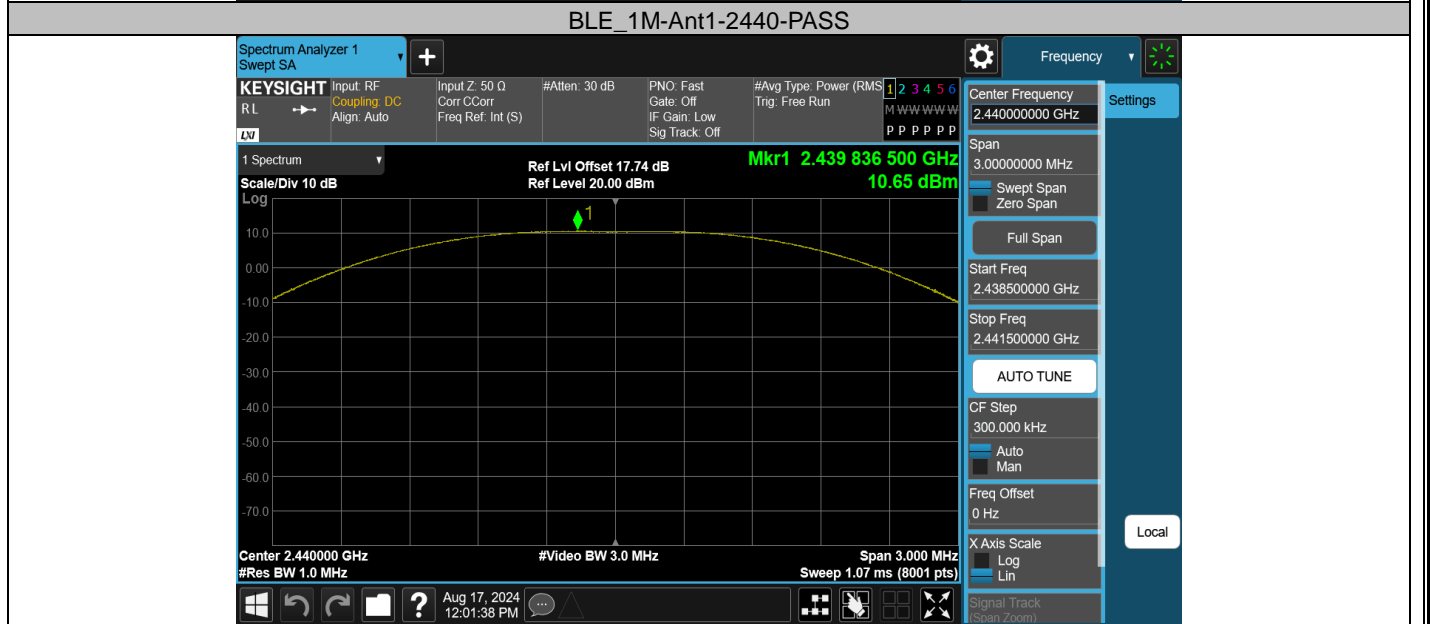 BLE_1M-Ant1-2440-PASS
Spectrum Analyzer 1
Swept SA
+
Frequency
KEYSIGHT
R L
LXI
Input: RF
Coupling: DC
Align: Auto
Input Z: 50 Ω
Corr CCorr
Freq Ref: Int (S)
#Atten: 30 dB
PNO: Fast
Gate: Off
IF Gain: Low
Sig Track: Off
#Avg Type: Power (RMS
Trig: Free Run
1 2 3 4 5 6
M W W W W W
P P P P P P
1 Spectrum
Scale/Div 10 dB
Log
Ref Lvl Offset 17.74 dB
Ref Level 20.00 dBm
Mkr1 2.439 836 500 GHz
10.65 dBm
1
10.0
0.00
-10.0
-20.0
-30.0
-40.0
-50.0
-60.0
-70.0
Center 2.440000 GHz
#Res BW 1.0 MHz
#Video BW 3.0 MHz
Span 3.000 MHz
Sweep 1.07 ms (8001 pts)
?
Aug 17, 2024
12:01:38 PM
Center Frequency
2.440000000 GHz
Span
3.00000000 MHz
Swept Span
Zero Span
Full Span
Start Freq
2.438500000 GHz
Stop Freq
2.441500000 GHz
AUTO TUNE
CF Step
300.000 kHz
Auto
Man
Freq Offset
0 Hz
X Axis Scale
Log
Lin
Signal Track
(Span Zoom)
Settings
Local